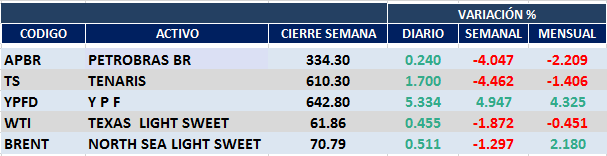 VARIACIÓN %
CODIGO ACTIVO CIERRE SEMANA DIARIO SEMANAL MENSUAL
APBR PETROBRAS BR 334.30 0.240 -4.047 -2.209
TS TENARIS 610.30 1.700 -4.462 -1.406
YPFD Y P F 642.80 5.334 4.947 4.325
WTI TEXAS LIGHT SWEET 61.86 0.455 -1.872 -0.451
BRENT NORTH SEA LIGHT SWEET 70.79 0.511 -1.297 2.180